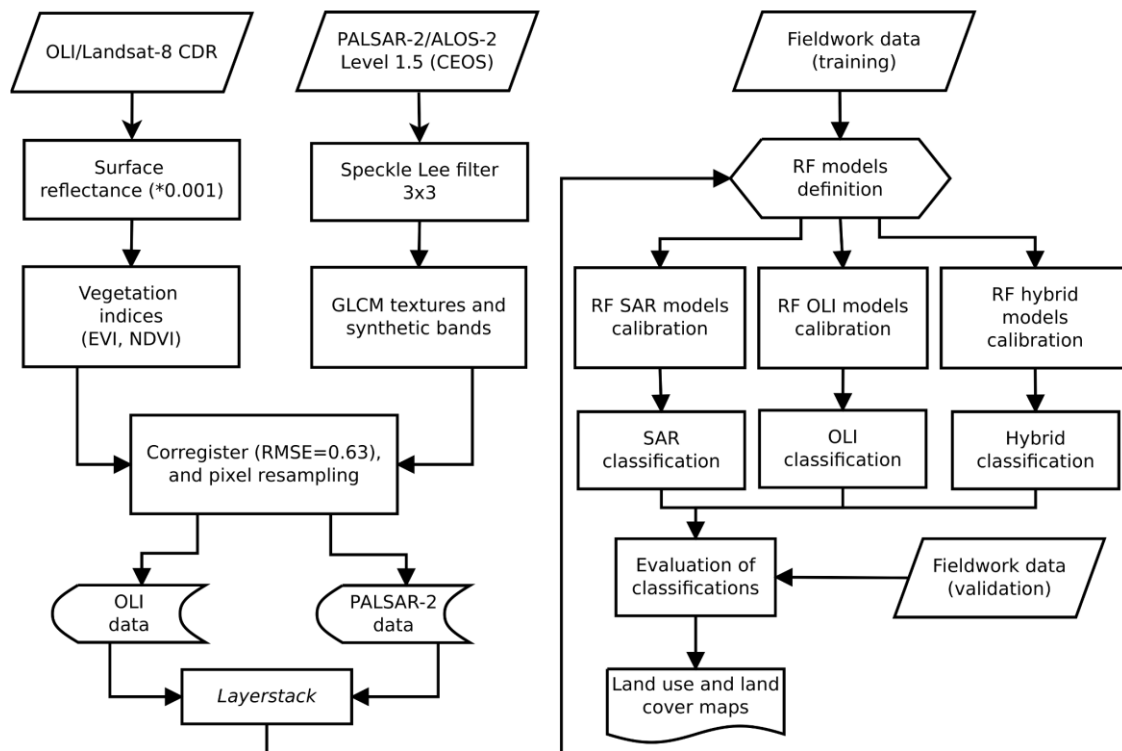 OLI/Landsat-8 CDR
PALSAR-2/ALOS-2
Level 1.5 (CEOS)
Fieldwork data
(training)
Surface
reflectance (*0.001)
Speckle Lee filter
3x3
RF models
definition
Vegetation
indices
(EVI, NDVI)
GLCM textures and
synthetic bands
RF SAR models
calibration
RF OLI models
calibration
RF hybrid
models
calibration
Corregister (RMSE=0.63),
and pixel resampling
SAR
classification
OLI
classification
Hybrid
classification
OLI
data
PALSAR-2
data
Evaluation of
classifications
Fieldwork data
(validation)
Layerstack
Land use and land
cover maps